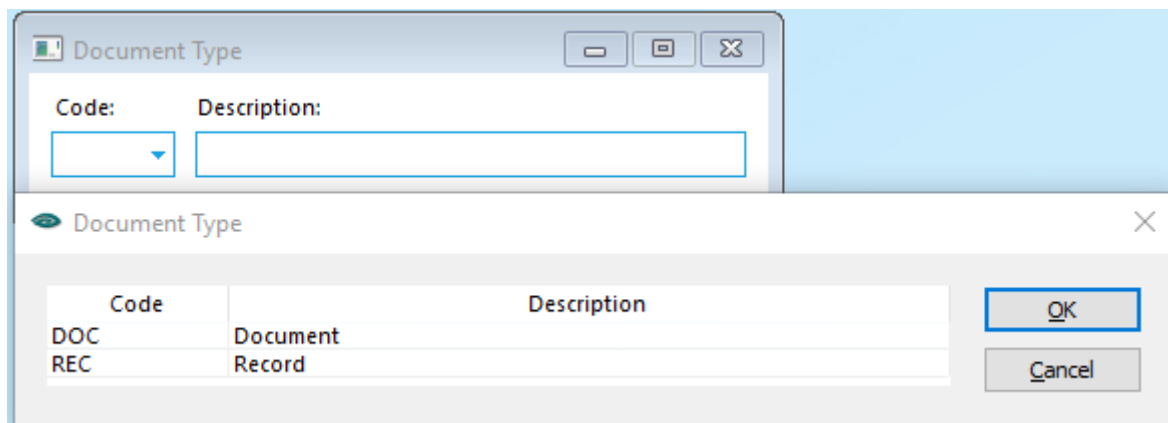 Document Type
Code: Description:
Document Type
Code Description
DOC Document
REC Record
OK
Cancel